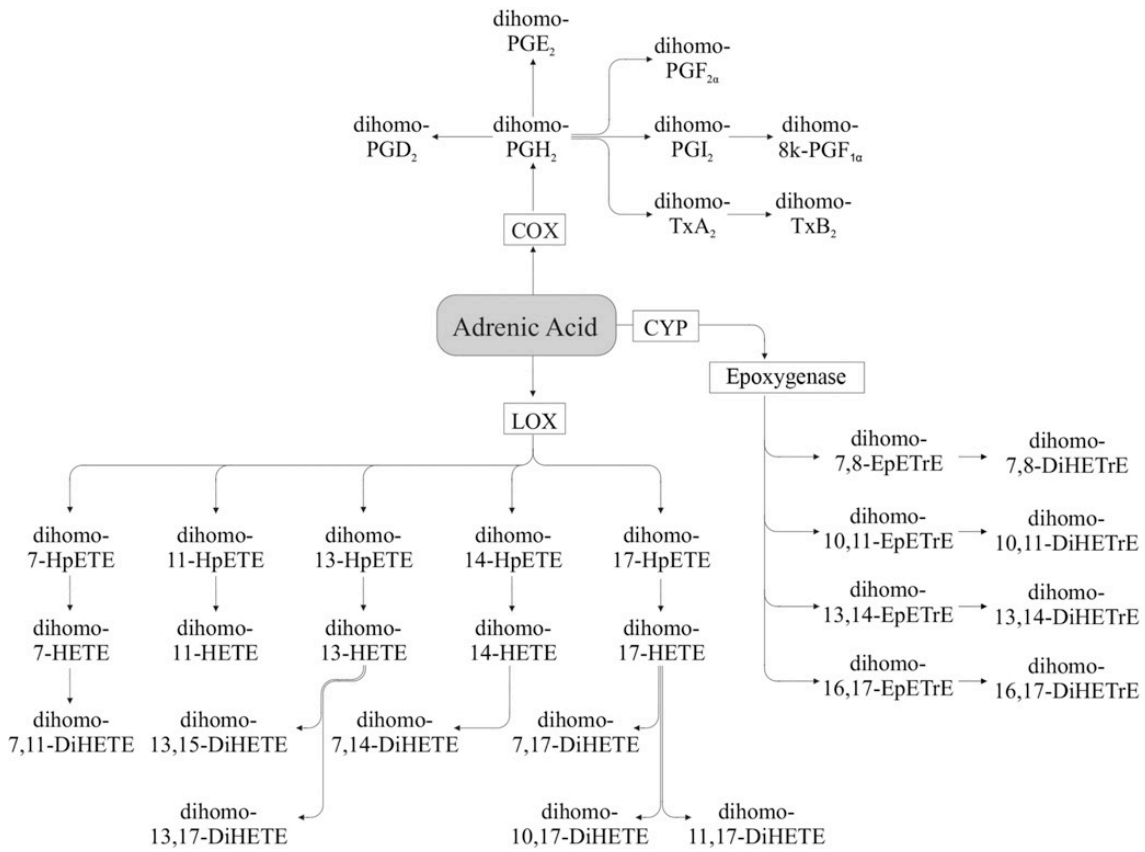 dihomo-
PGE₂
dihomo-
PGF₂α
dihomo-
PGD₂
dihomo-
PGH₂
dihomo-
PGI₂
dihomo-
8k-PGF₁α
dihomo-
TxA₂
dihomo-
TxB₂
COX
Adrenic Acid
CYP
Epoxygenase
LOX
dihomo-
7,8-EpETrE
dihomo-
7,8-DiHETrE
dihomo-
10,11-EpETrE
dihomo-
10,11-DiHETrE
dihomo-
13,14-EpETrE
dihomo-
13,14-DiHETrE
dihomo-
16,17-EpETrE
dihomo-
16,17-DiHETrE
dihomo-
7-HpETE
dihomo-
11-HpETE
dihomo-
13-HpETE
dihomo-
14-HpETE
dihomo-
17-HpETE
dihomo-
7-HETE
dihomo-
11-HETE
dihomo-
13-HETE
dihomo-
14-HETE
dihomo-
17-HETE
dihomo-
7,11-DiHETE
dihomo-
13,15-DiHETE
dihomo-
7,14-DiHETE
dihomo-
7,17-DiHETE
dihomo-
13,17-DiHETE
dihomo-
10,17-DiHETE
dihomo-
11,17-DiHETE